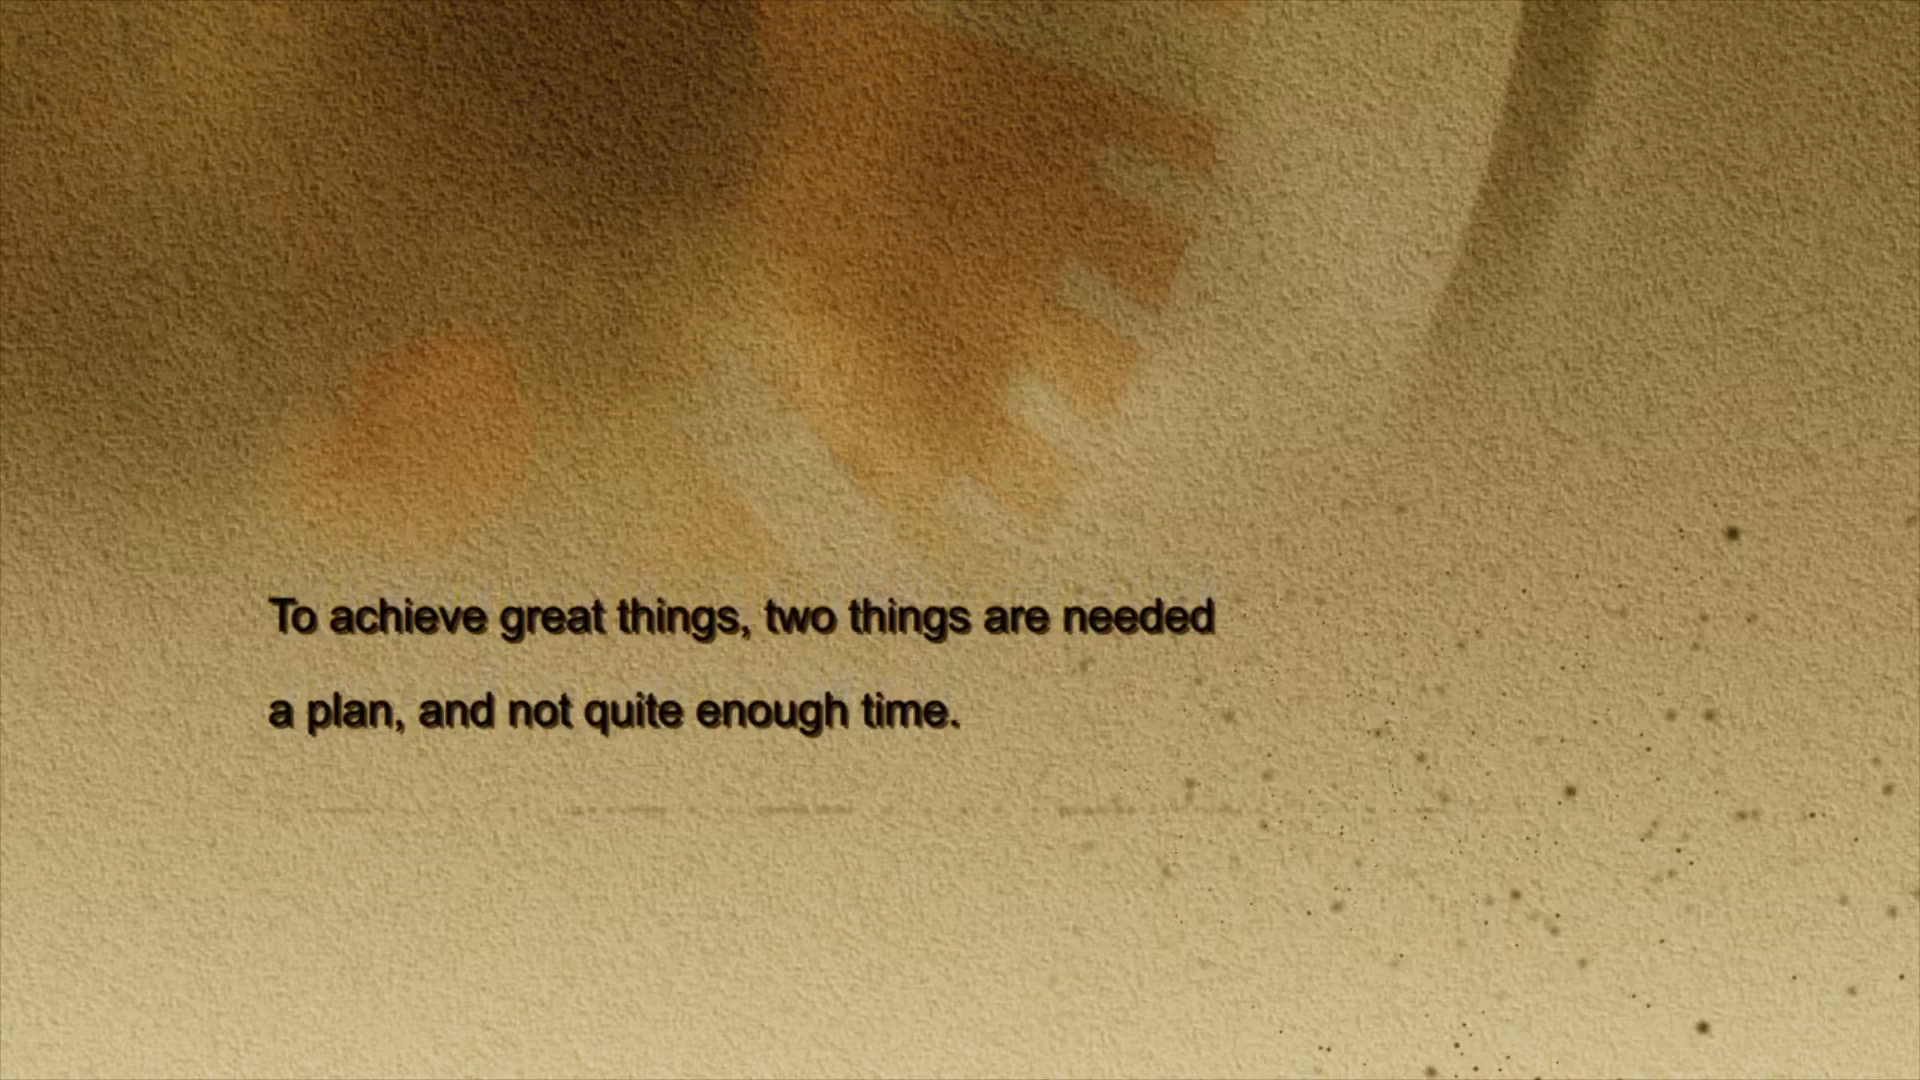 To achieve great things, two things are needed
a plan, and not quite enough time.